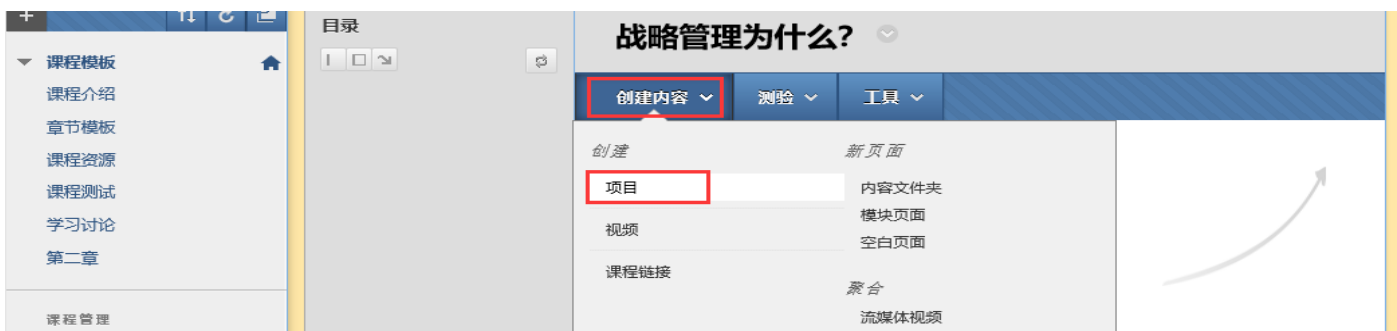 课程模板
课程介绍
章节模板
课程资源
课程测试
学习讨论
第二章
课程管理
目录
战略管理为什么?
创建内容 测验 工具
创建
项目
视频
课程链接
新页面
内容文件夹
模块页面
空白页面
聚合
流媒体视频